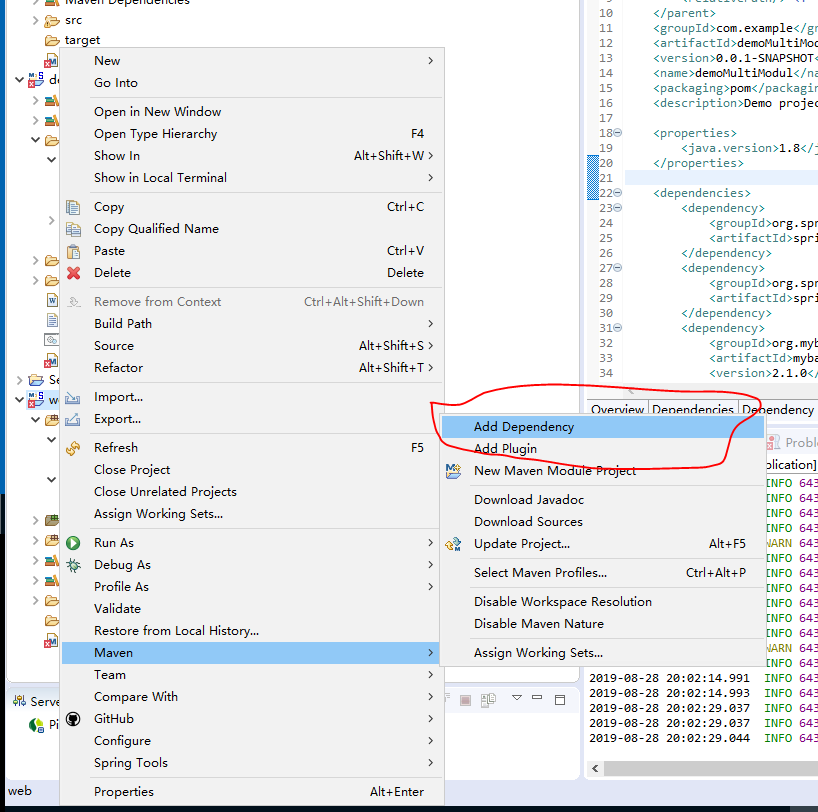 Maven Dependencies
src
target
New
Go Into
Open in New Window
Open Type Hierarchy F4
Show In Alt+Shift+W >
Show in Local Terminal
Copy Ctrl+C
Copy Qualified Name
Paste Ctrl+V
Delete Delete
Remove from Context Ctrl+Alt+Shift+Down
Build Path
Source Alt+Shift+S >
Refactor Alt+Shift+T >
Import...
Export...
Refresh F5
Close Project
Close Unrelated Projects
Assign Working Sets...
Run As
Debug As
Profile As
Validate
Restore from Local History...
Maven
Team
Compare With
GitHub
Configure
Spring Tools
Properties Alt+Enter
Add Dependency
Add Plugin
New Maven Module Project
Download Javadoc
Download Sources
Update Project... Alt+F5
Select Maven Profiles... Ctrl+Alt+P
Disable Workspace Resolution
Disable Maven Nature
Assign Working Sets...
10 </parent>
11 <groupId>com.example</gr
12 <artifactId>demoMultiMod
13 <version>0.0.1-SNAPSHOT<
14 <name>demoMultiModul</na
15 <packaging>pom</packagin
16 <description>Demo projec
17
18 <properties>
19 <java.version>1.8</j
20 </properties>
21
22 <dependencies>
23 <dependency>
24 <groupId>org.spr
25 <artifactId>spri
26 </dependency>
27 <dependency>
28 <groupId>org.spr
29 <artifactId>spri
30 </dependency>
31 <dependency>
32 <groupId>org.myb
33 <artifactId>myba
34 <version>2.1.0</
Overview Dependencies Dependency
Proble
plication]
INFO 643
INFO 643
INFO 643
INFO 643
WARN 643
INFO 643
INFO 643
INFO 643
INFO 643
INFO 643
INFO 643
WARN 643
INFO 643
2019-08-28 20:02:14.991 INFO 643
2019-08-28 20:02:14.993 INFO 643
2019-08-28 20:02:29.037 INFO 643
2019-08-28 20:02:29.037 INFO 643
2019-08-28 20:02:29.044 INFO 643
Serve
web